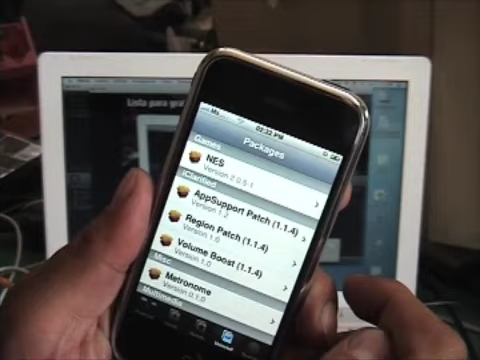 Lista para gra
02:32 PM
Packages
Games
NES
Version 2.0.5-1
iClarified
AppSupport Patch (1.1.4)
Version 1.2
Region Patch (1.1.4)
Version 1.0
Volume Boost (1.1.4)
Version 1.0
Misc
Metronome
Version 0.1.0
Multimedia
Uninstall